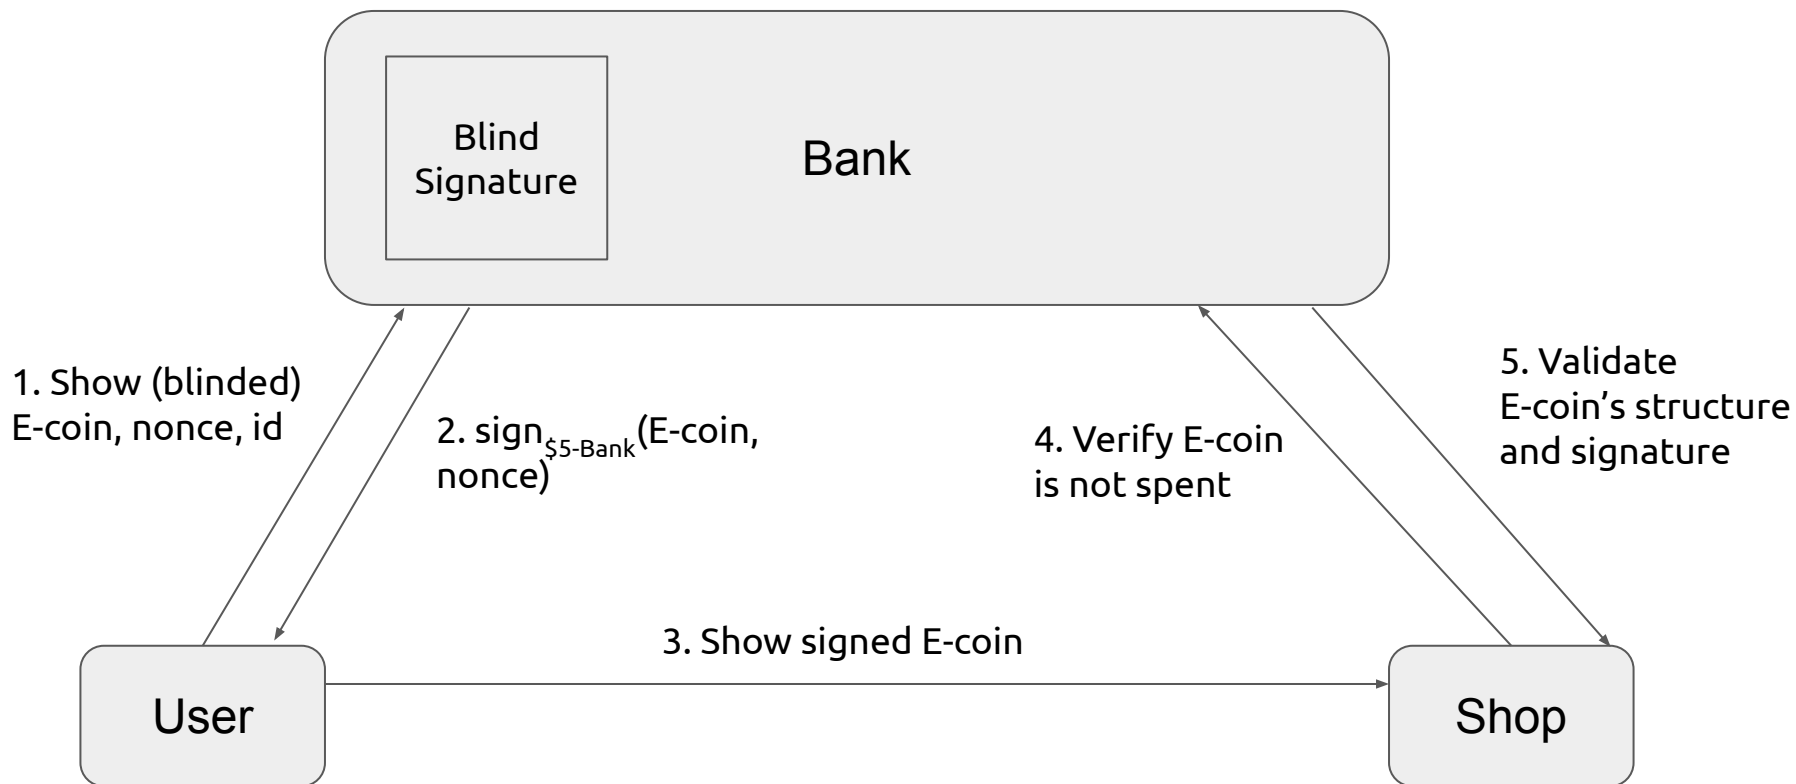 Blind
Signature
Bank
1. Show (blinded)
E-coin, nonce, id
2. sign$5-Bank(E-coin,
nonce)
4. Verify E-coin
is not spent
5. Validate
E-coin’s structure
and signature
3. Show signed E-coin
User
Shop